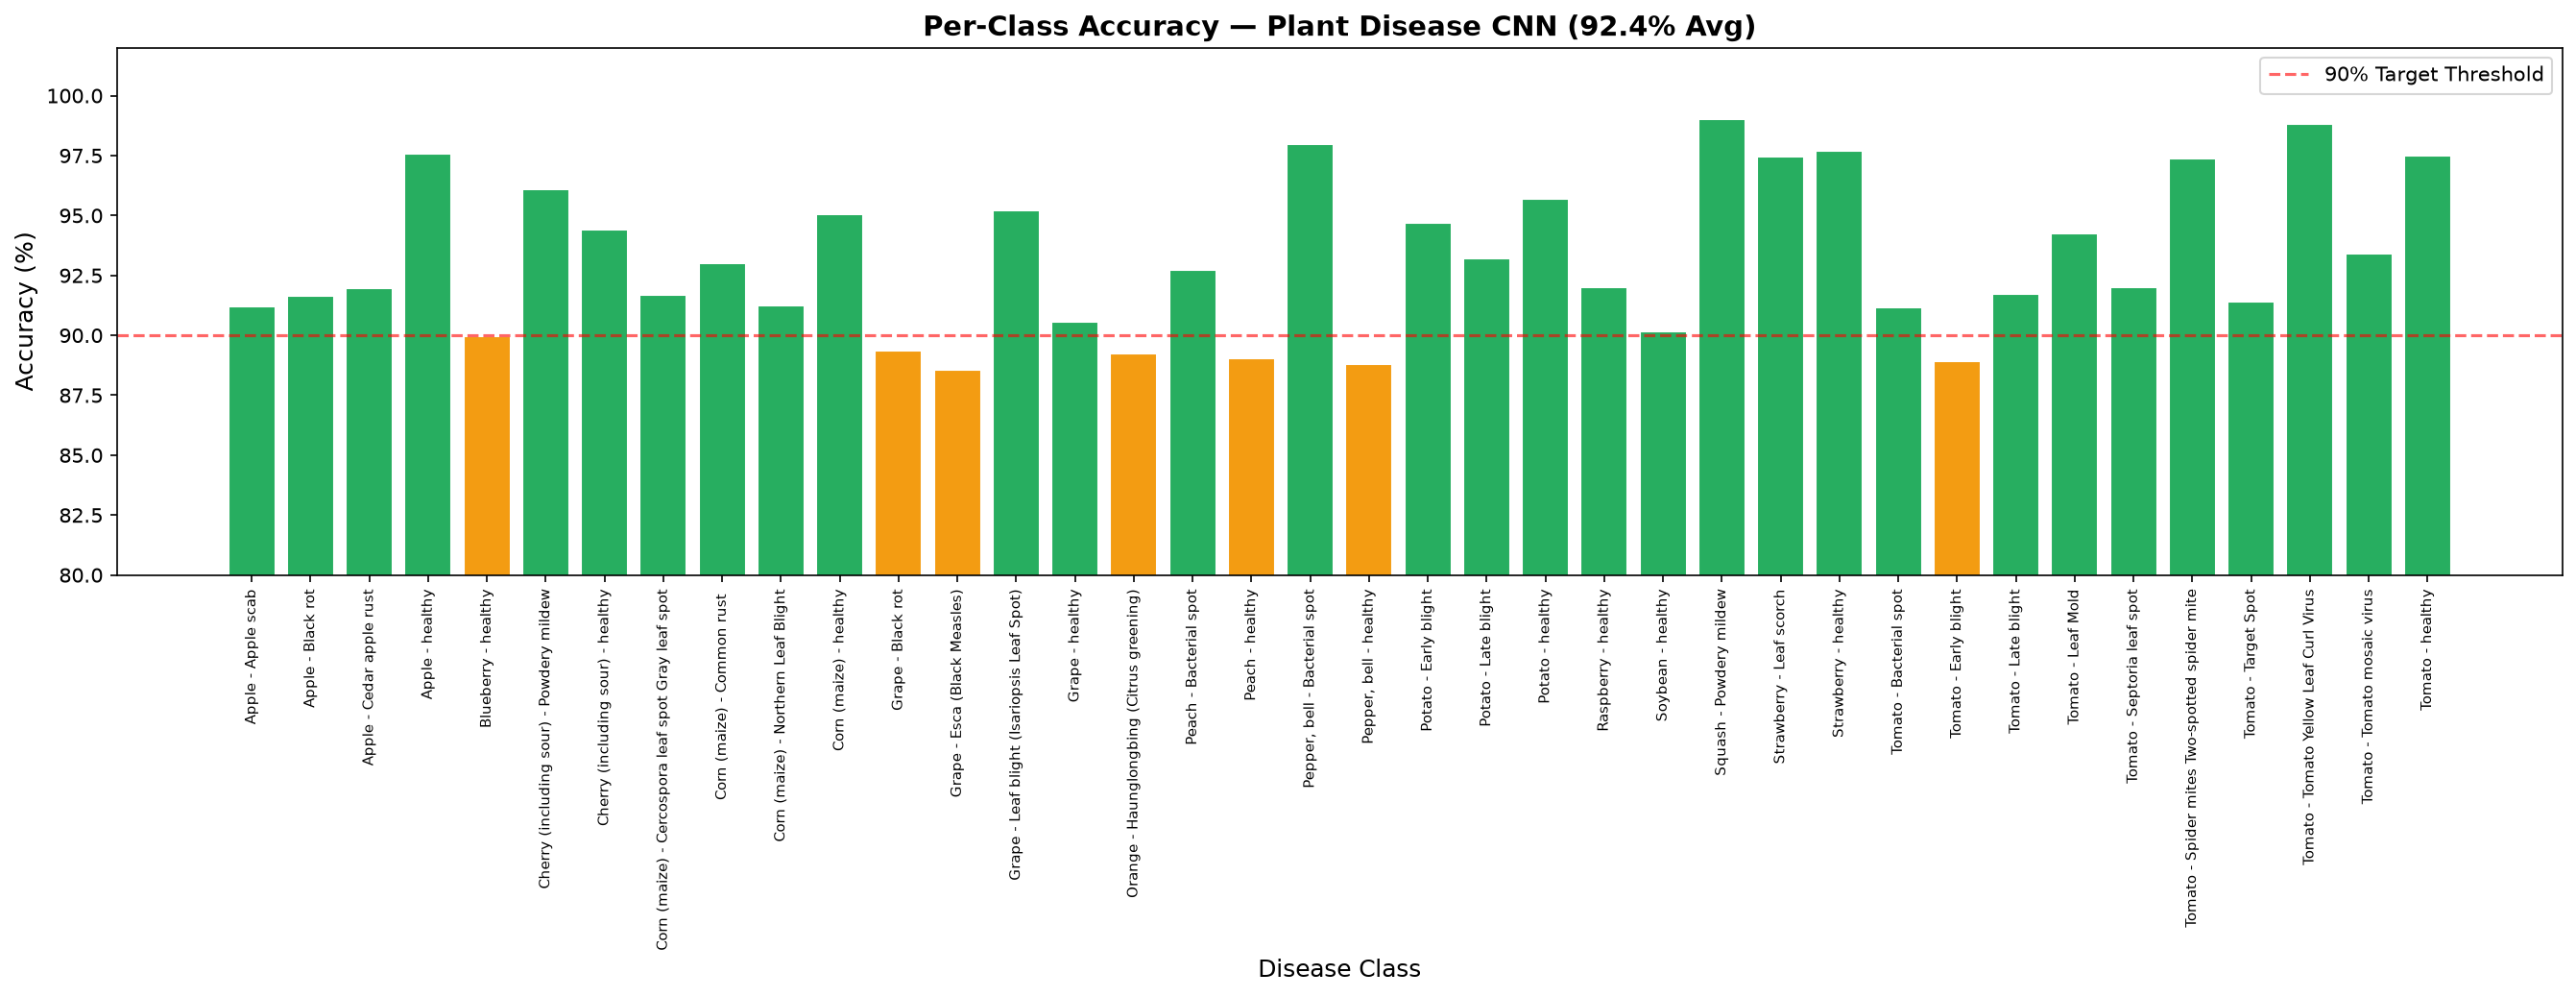 Per-Class Accuracy — Plant Disease CNN (92.4% Avg)
90% Target Threshold
Accuracy (%)
100.0
97.5
95.0
92.5
90.0
87.5
85.0
82.5
80.0
Apple - Apple scab
Apple - Black rot
Apple - Cedar apple rust
Apple - healthy
Blueberry - healthy
Cherry (including sour) - Powdery mildew
Cherry (including sour) - healthy
Corn (maize) - Cercospora leaf spot Gray leaf spot
Corn (maize) - Common rust
Corn (maize) - Northern Leaf Blight
Corn (maize) - healthy
Grape - Black rot
Grape - Esca (Black Measles)
Grape - Leaf blight (Isariopsis Leaf Spot)
Grape - healthy
Orange - Haunglongbing (Citrus greening)
Peach - Bacterial spot
Peach - healthy
Pepper, bell - Bacterial spot
Pepper, bell - healthy
Potato - Early blight
Potato - Late blight
Potato - healthy
Raspberry - healthy
Soybean - healthy
Squash - Powdery mildew
Strawberry - Leaf scorch
Strawberry - healthy
Tomato - Bacterial spot
Tomato - Early blight
Tomato - Late blight
Tomato - Leaf Mold
Tomato - Septoria leaf spot
Tomato - Spider mites Two-spotted spider mite
Tomato - Target Spot
Tomato - Tomato Yellow Leaf Curl Virus
Tomato - Tomato mosaic virus
Tomato - healthy
Disease Class